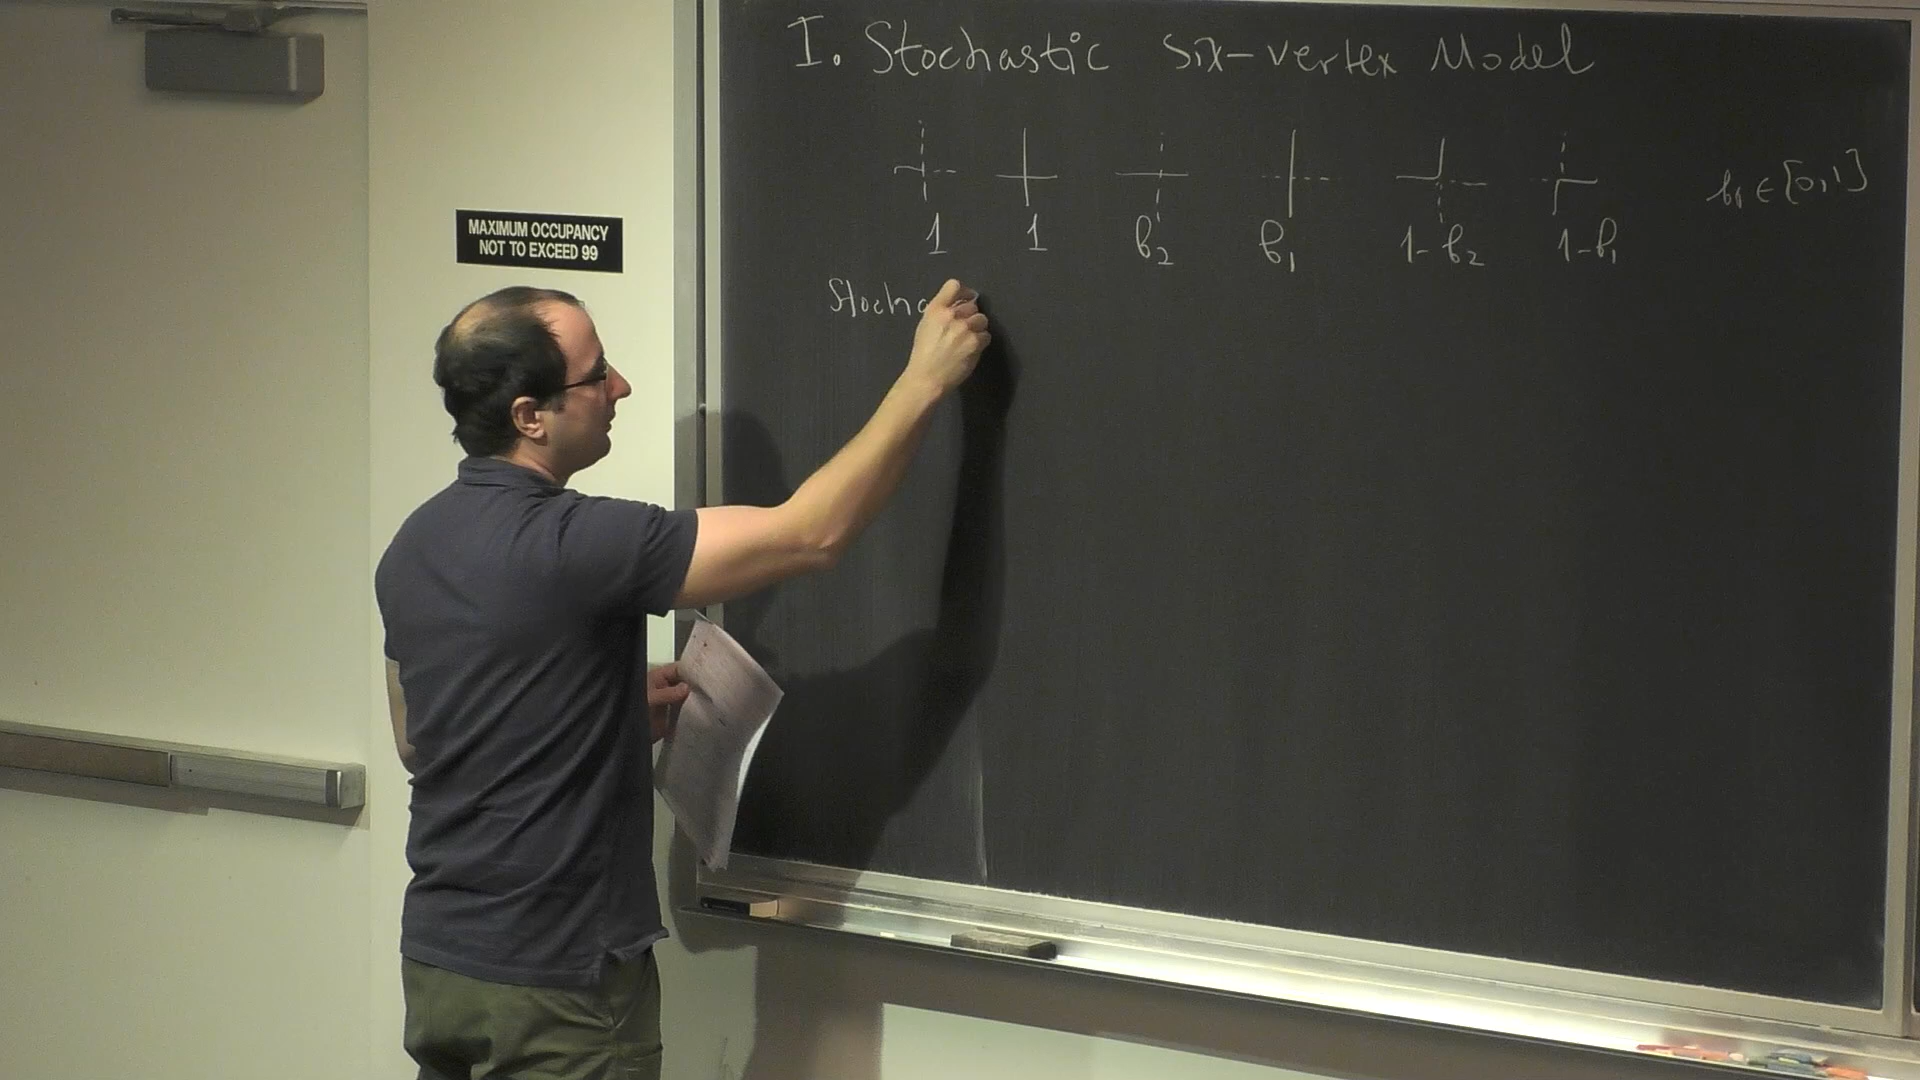 I. Stochastic six-vertex Model
MAXIMUM OCCUPANCY
NOT TO EXCEED 99
1 1 b₂ b₁ 1-b₂ 1-b₁ b₁ ∈ [0,1]
Stocha